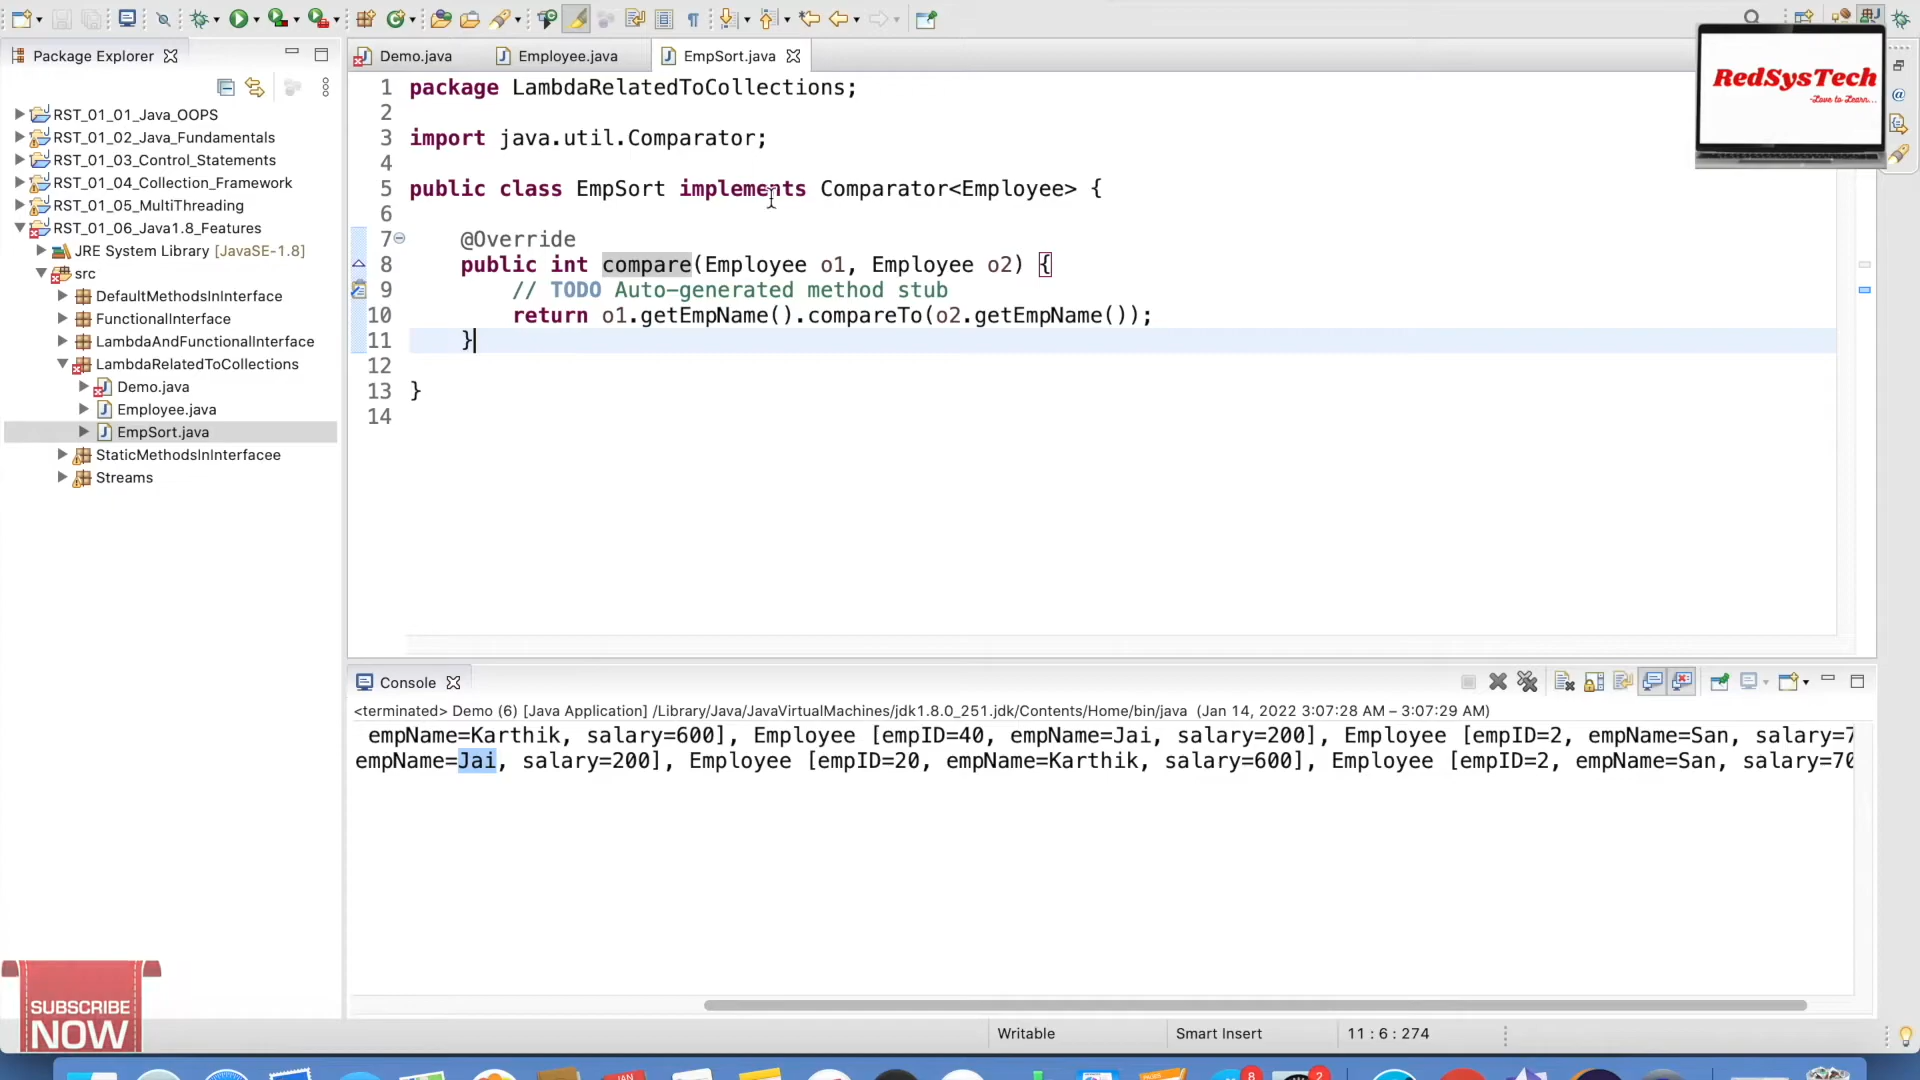 Package Explorer
Demo.java
Employee.java
EmpSort.java
RedSysTech
-Love to Learn...
RST_01_01_Java_OOPS
RST_01_02_Java_Fundamentals
RST_01_03_Control_Statements
RST_01_04_Collection_Framework
RST_01_05_MultiThreading
RST_01_06_Java1.8_Features
JRE System Library [JavaSE-1.8]
src
DefaultMethodsInInterface
FunctionalInterface
LambdaAndFunctionalInterface
LambdaRelatedToCollections
Demo.java
Employee.java
EmpSort.java
StaticMethodsInInterfacee
Streams
1 package LambdaRelatedToCollections;
2
3 import java.util.Comparator;
4
5 public class EmpSort implements Comparator<Employee> {
6
7 @Override
8 public int compare(Employee o1, Employee o2) {
9 // TODO Auto-generated method stub
10 return o1.getEmpName().compareTo(o2.getEmpName());
11 }
12
13 }
14
Console
<terminated> Demo (6) [Java Application] /Library/Java/JavaVirtualMachines/jdk1.8.0_251.jdk/Contents/Home/bin/java (Jan 14, 2022 3:07:28 AM – 3:07:29 AM)
empName=Karthik, salary=600], Employee [empID=40, empName=Jai, salary=200], Employee [empID=2, empName=San, salary=7
empName=Jai, salary=200], Employee [empID=20, empName=Karthik, salary=600], Employee [empID=2, empName=San, salary=70
SUBSCRIBE
NOW
Writable
Smart Insert
11 : 6 : 274
JAN
8
2